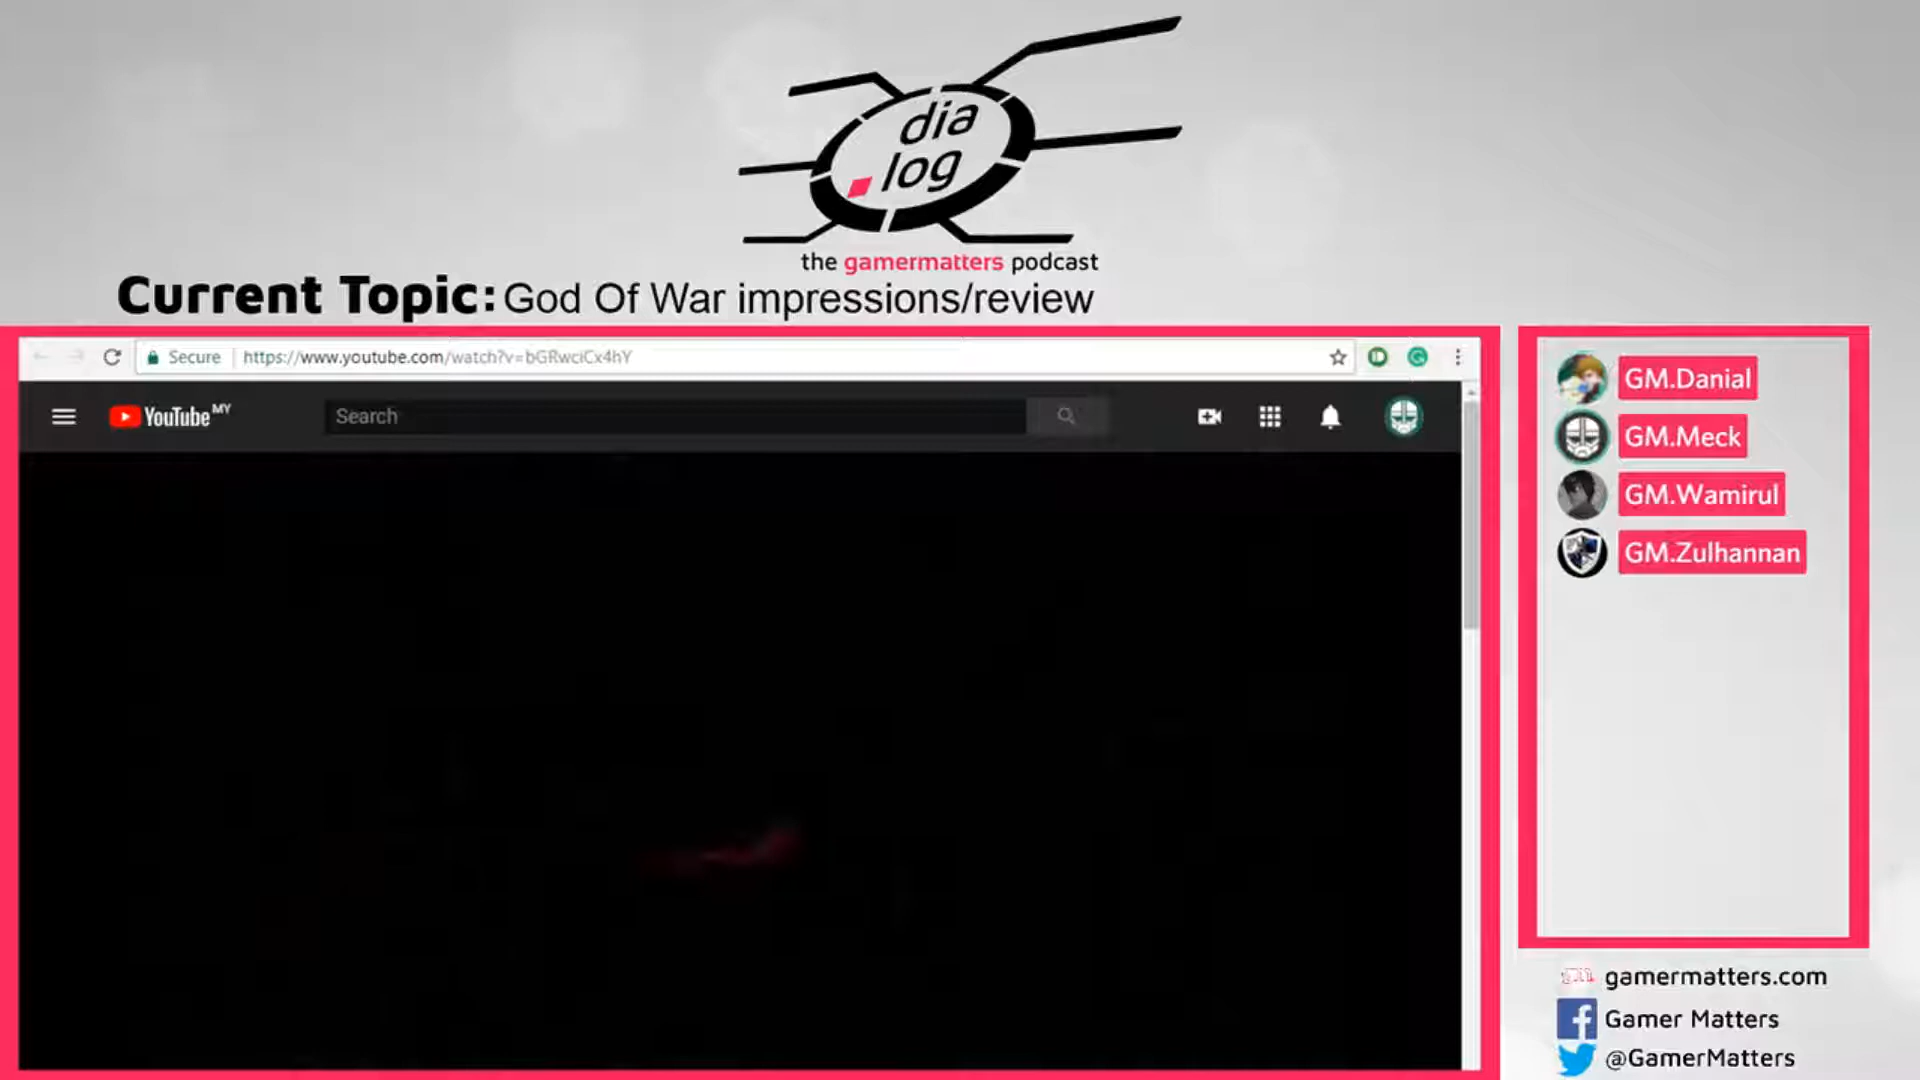 dia
.log
the gamermatters podcast
Current Topic: God Of War impressions/review
Secure https://www.youtube.com/watch?v=bGRwciCx4hY
YouTube MY
Search
GM.Danial
GM.Meck
GM.Wamirul
GM.Zulhannan
gamermatters.com
Gamer Matters
@GamerMatters